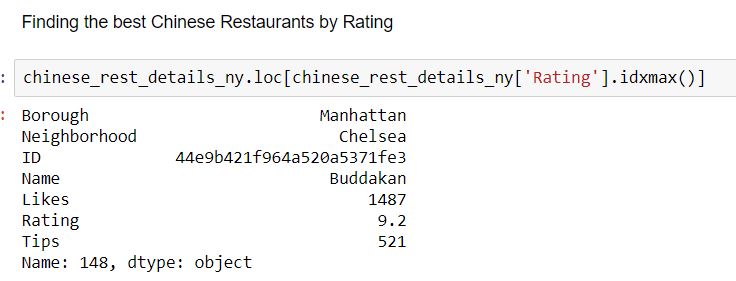 Finding the best Chinese Restaurants by Rating
: chinese_rest_details_ny.loc[chinese_rest_details_ny['Rating'].idxmax()]
: Borough Manhattan
Neighborhood Chelsea
ID 44e9b421f964a520a5371fe3
Name Buddakan
Likes 1487
Rating 9.2
Tips 521
Name: 148, dtype: object